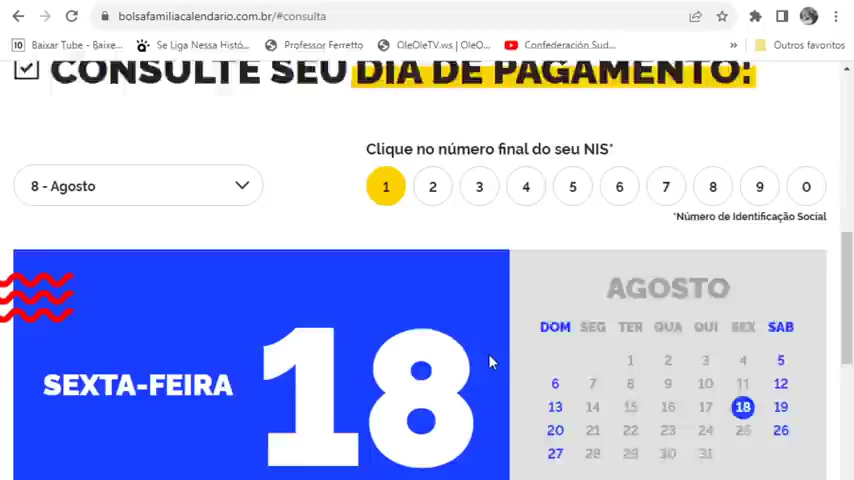 bolsafamiliacalendario.com.br/#consulta
Baixar Tube - Baixe...
Se Liga Nessa Histó...
Professor Ferretto
OleOleTV.ws | OleO...
Confederación Sud...
»
Outros favoritos
CONSULTE SEU DIA DE PAGAMENTO:
Clique no número final do seu NIS*
8 - Agosto
1 2 3 4 5 6 7 8 9 0
*Número de Identificação Social
AGOSTO
DOM SEG TER QUA QUI SEX SAB
1 2 3 4 5
6 7 8 9 10 11 12
13 14 15 16 17 18 19
20 21 22 23 24 25 26
27 28 29 30 31
SEXTA-FEIRA 18